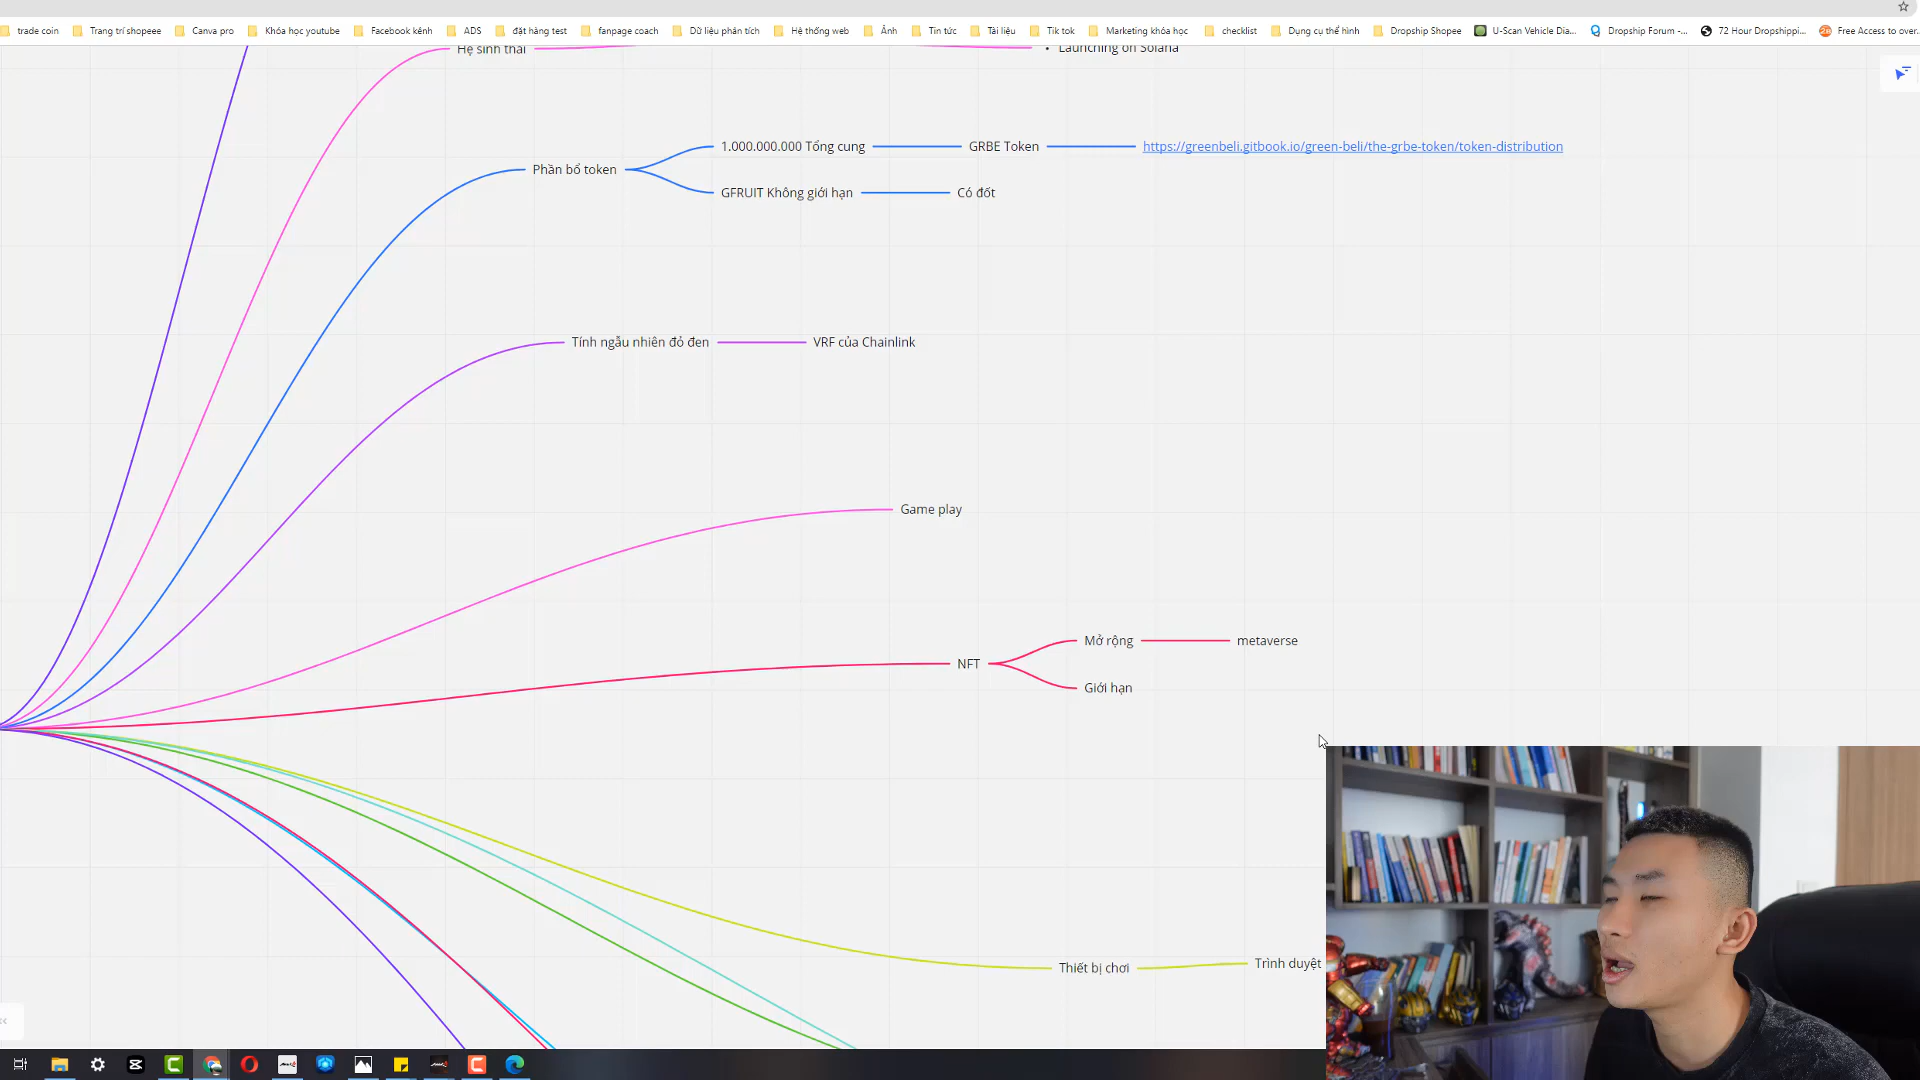 trade coin
Trang trí shopeee
Canva pro
Khóa học youtube
Facebook kênh
ADS
đặt hàng test
fanpage coach
Dữ liệu phân tích
Hệ thống web
Ảnh
Tin tức
Tài liệu
Tik tok
Marketing khóa học
checklist
Dụng cụ thể hình
Dropship Shopee
U-Scan Vehicle Dia...
Dropship Forum -...
72 Hour Dropshippi...
Free Access to over...
Hệ sinh thái
• Launching on Solana
Phần bổ token
1.000.000.000 Tổng cung
GRBE Token
https://greenbeli.gitbook.io/green-beli/the-grbe-token/token-distribution
GFRUIT Không giới hạn
Có đốt
Tính ngẫu nhiên đỏ đen
VRF của Chainlink
Game play
NFT
Mở rộng
metaverse
Giới hạn
Thiết bị chơi
Trình duyệt